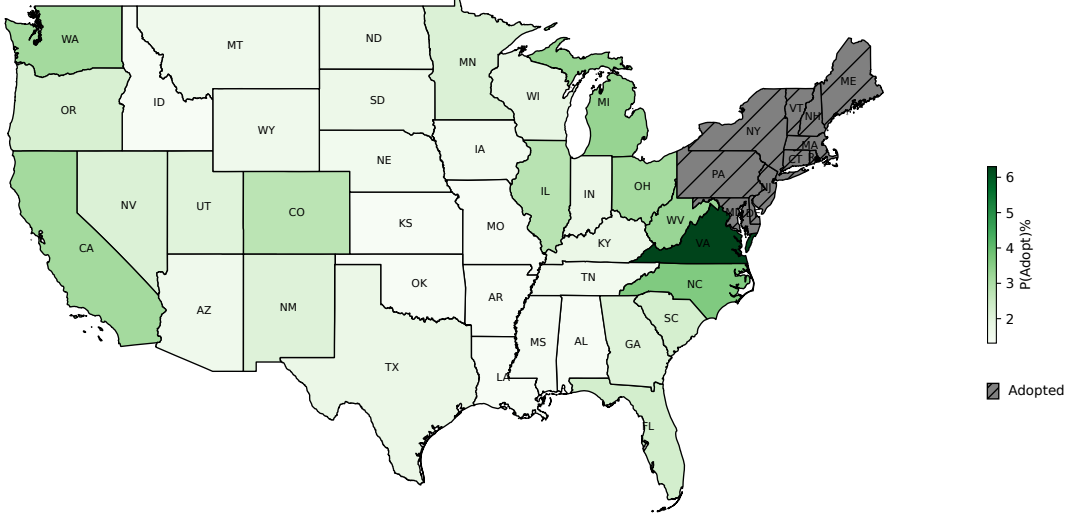 WA
MT
ND
MN
OR
ID
SD
WI
MI
WY
NE
IA
NV
UT
CO
KS
MO
IL
IN
OH
WV
KY
VA
CA
AZ
NM
OK
AR
TN
NC
SC
TX
LA
MS
AL
GA
FL
ME
VT
NH
NY
MA
CT
PA
NJ
MD
DE
6
5
4
3
2
P(Adopt)%
Adopted